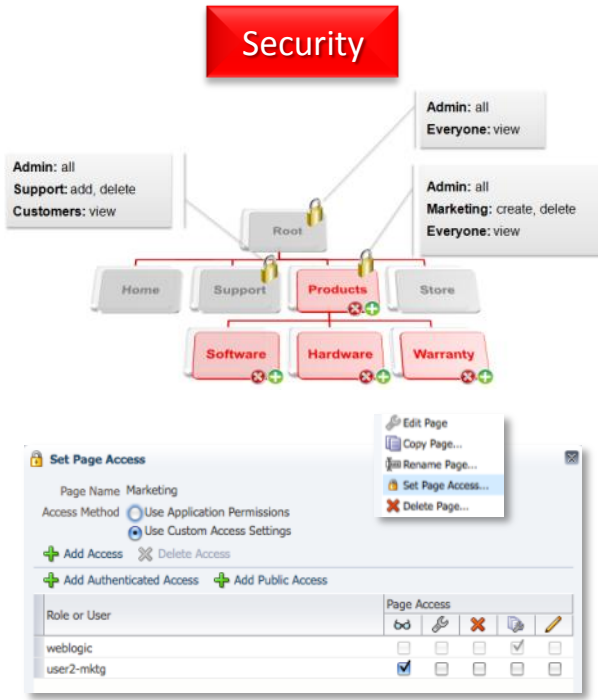 Security
Admin: all
Everyone: view
Admin: all
Support: add, delete
Customers: view
Admin: all
Marketing: create, delete
Everyone: view
Root
Home
Support
Products
Store
Software
Hardware
Warranty
Edit Page
Copy Page...
Rename Page...
Set Page Access...
Delete Page...
Set Page Access
Page Name Marketing
Access Method Use Application Permissions
Use Custom Access Settings
Add Access Delete Access
Add Authenticated Access Add Public Access
Role or User
Page Access
weblogic
user2-mktg